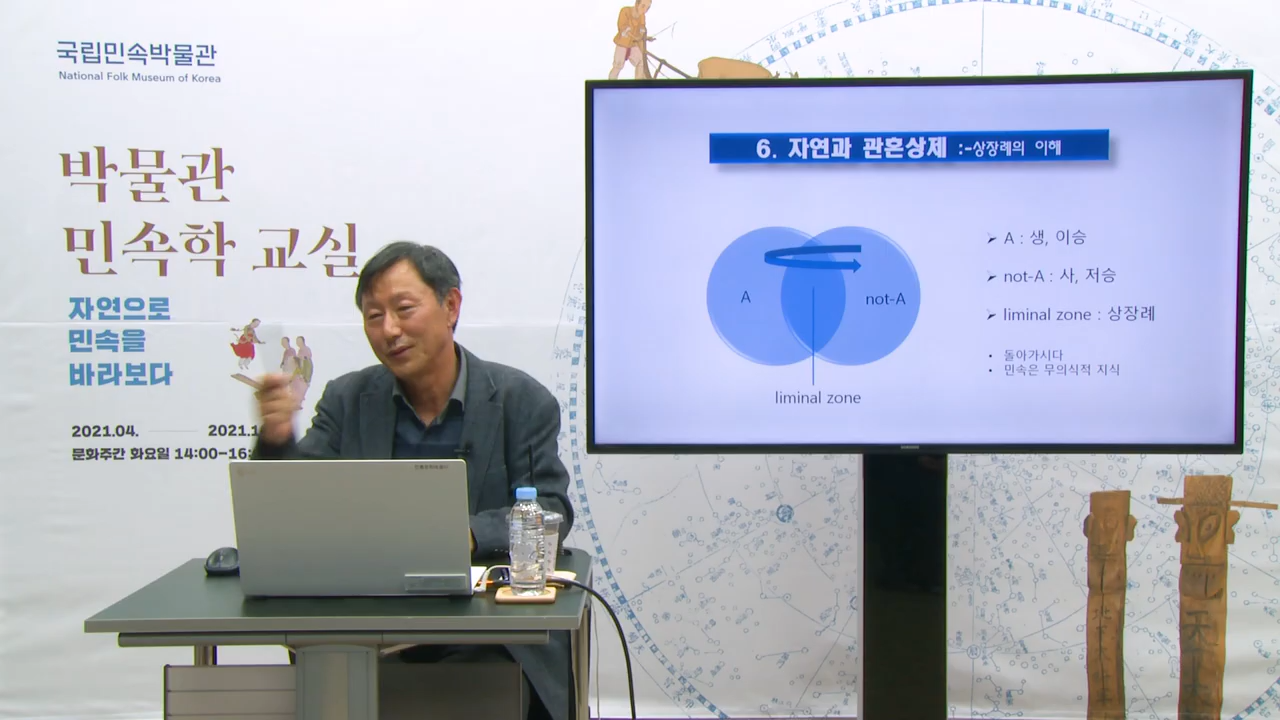 국립민속박물관
National Folk Museum of Korea
박물관
민속학 교실
자연으로
민속을
바라보다
2021.04.
2021.1
문화주간 화요일 14:00-16:
6. 자연과 관혼상제 :-상장례의 이해
A
not-A
liminal zone
➢ A : 생, 이승
➢ not-A : 사, 저승
➢ liminal zone : 상장례
• 돌아가시다
• 민속은 무의식적 지식
SAMSUNG